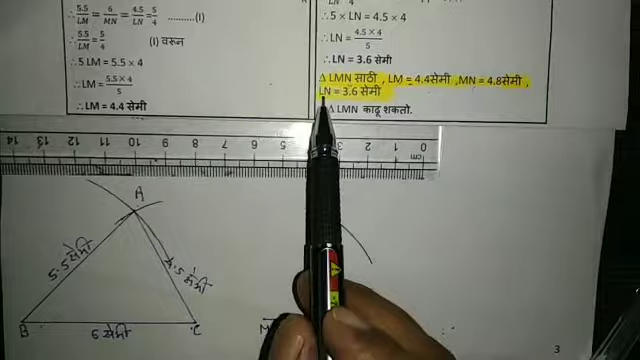 ∴ 5.5/LM = 6/MN = 4.5/LN = 5/4 ..........(I)
∴ 5.5/LM = 5/4 (I) वरून
∴ 5 LM = 5.5 × 4
∴ LM = 5.5 × 4/5
∴ LM = 4.4 सेमी
∴ 5 × LN = 4.5 × 4
∴ LN = 4.5 × 4/5
∴ LN = 3.6 सेमी
Δ LMN साठी , LM = 4.4सेमी ,MN = 4.8सेमी ,
LN = 3.6 सेमी
Δ LMN काढू शकतो.
14 13 12 11 10 9 8 7 6 5 3 2 1 0
cm
A
5.5 सेमी
4.5 सेमी
B 6 सेमी C
M
3